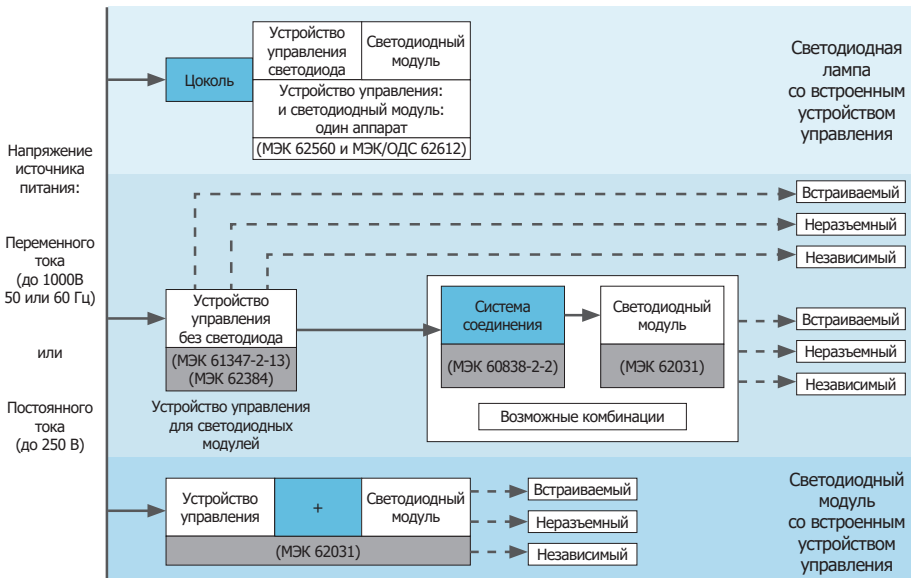 Напряжение
источника
питания:
Переменного
тока
(до 1000В
50 или 60 Гц)
или
Постоянного
тока
(до 250 В)
Цоколь
Устройство
управления
светодиода
Светодиодный
модуль
Устройство управления:
и светодиодный модуль:
один аппарат
(МЭК 62560 и МЭК/ОДС 62612)
Светодиодная
лампа
со встроенным
устройством
управления
Встраиваемый
Неразъемный
Независимый
Устройство
управления
без светодиода
(МЭК 61347-2-13)
(МЭК 62384)
Устройство управления
для светодиодных
модулей
Система
соединения
(МЭК 60838-2-2)
Светодиодный
модуль
(МЭК 62031)
Возможные комбинации
Встраиваемый
Неразъемный
Независимый
Устройство
управления
+
Светодиодный
модуль
(МЭК 62031)
Встраиваемый
Неразъемный
Независимый
Светодиодный
модуль
со встроенным
устройством
управления